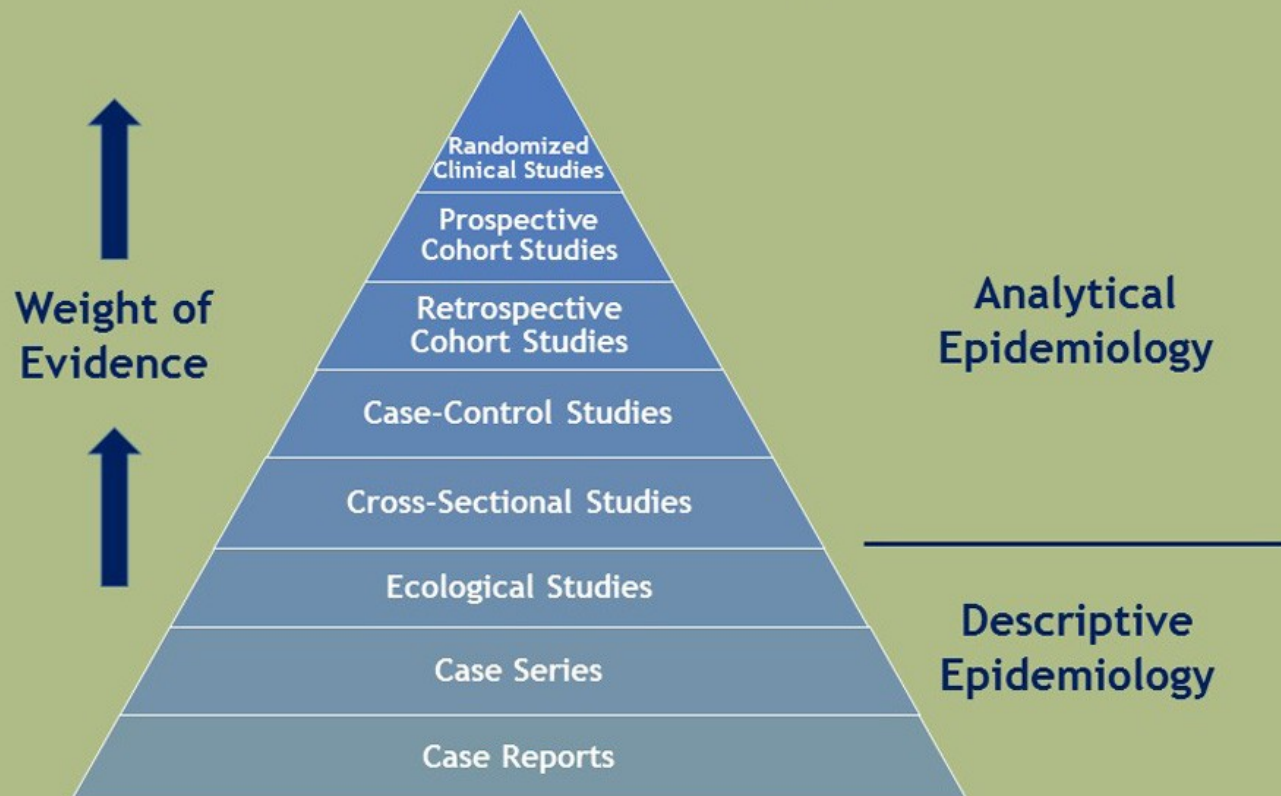 Randomized
Clinical Studies
Prospective
Cohort Studies
Retrospective
Cohort Studies
Case-Control Studies
Cross-Sectional Studies
Ecological Studies
Case Series
Case Reports
Weight of
Evidence
Analytical
Epidemiology
Descriptive
Epidemiology